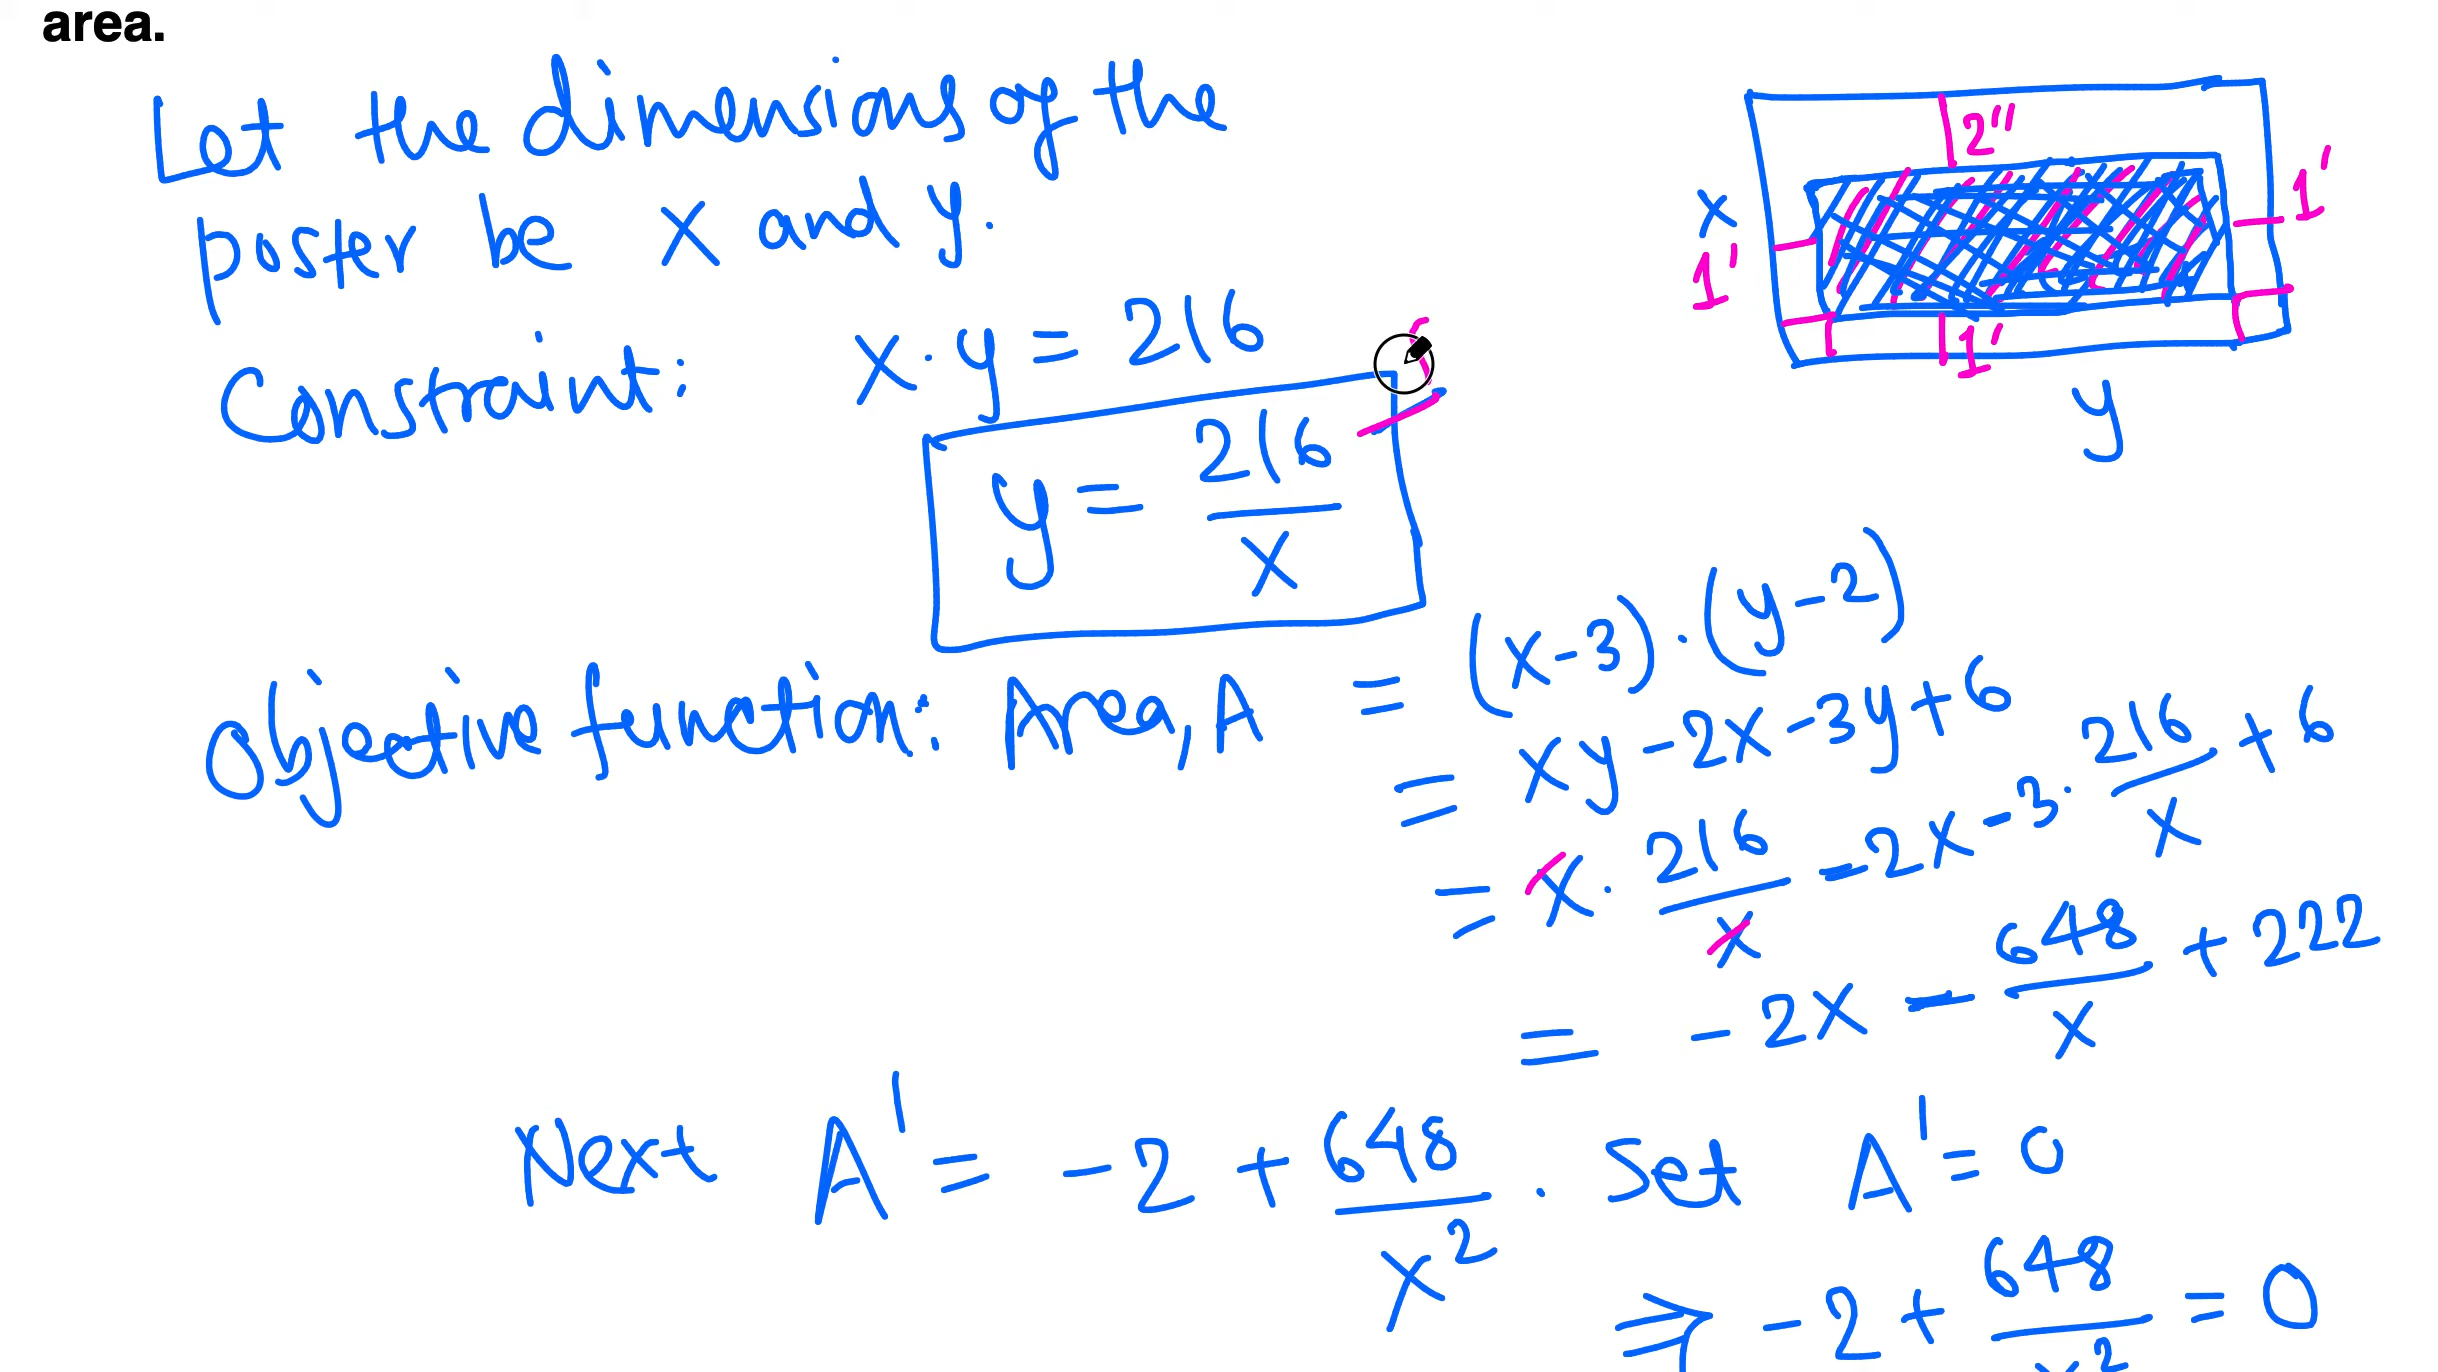 area.
Let the dimensions of the
poster be x and y.
Constraint: x · y = 216
y = 216/x
Objective function: Area, A = (x-3) · (y-2)
= xy - 2x - 3y + 6
= x · 216/x - 2x - 3 · 216/x + 6
= -2x - 648/x + 222
Next A' = -2 + 648/x² . Set A' = 0
⇒ -2 + 648/x² = 0
2"
1'
x
1'
1'
y